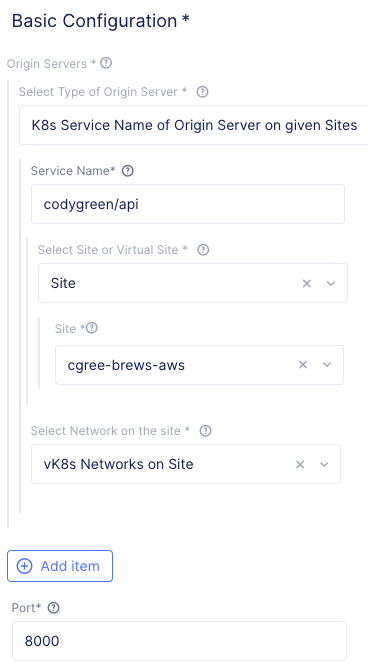 Basic Configuration *
Origin Servers *
Select Type of Origin Server *
K8s Service Name of Origin Server on given Sites
Service Name*
codygreen/api
Select Site or Virtual Site *
Site
Site *
cgree-brews-aws
Select Network on the site *
vK8s Networks on Site
Add item
Port*
8000